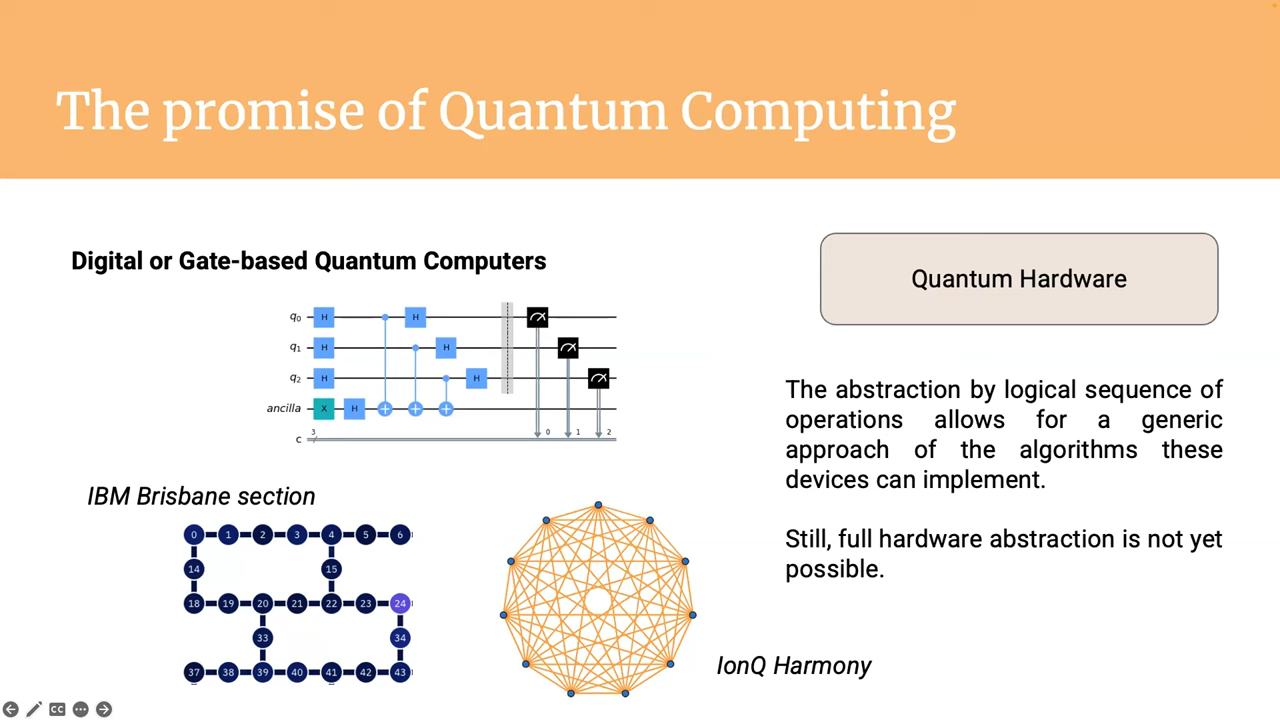 The promise of Quantum Computing
Digital or Gate-based Quantum Computers
q0 H H
q1 H H
q2 H H
ancilla X H
c 3 0 1 2
IBM Brisbane section
0 1 2 3 4 5 6
14 15
18 19 20 21 22 23 24
33 34
37 38 39 40 41 42 43
IonQ Harmony
Quantum Hardware
The abstraction by logical sequence of
operations allows for a generic
approach of the algorithms these
devices can implement.
Still, full hardware abstraction is not yet
possible.
CC